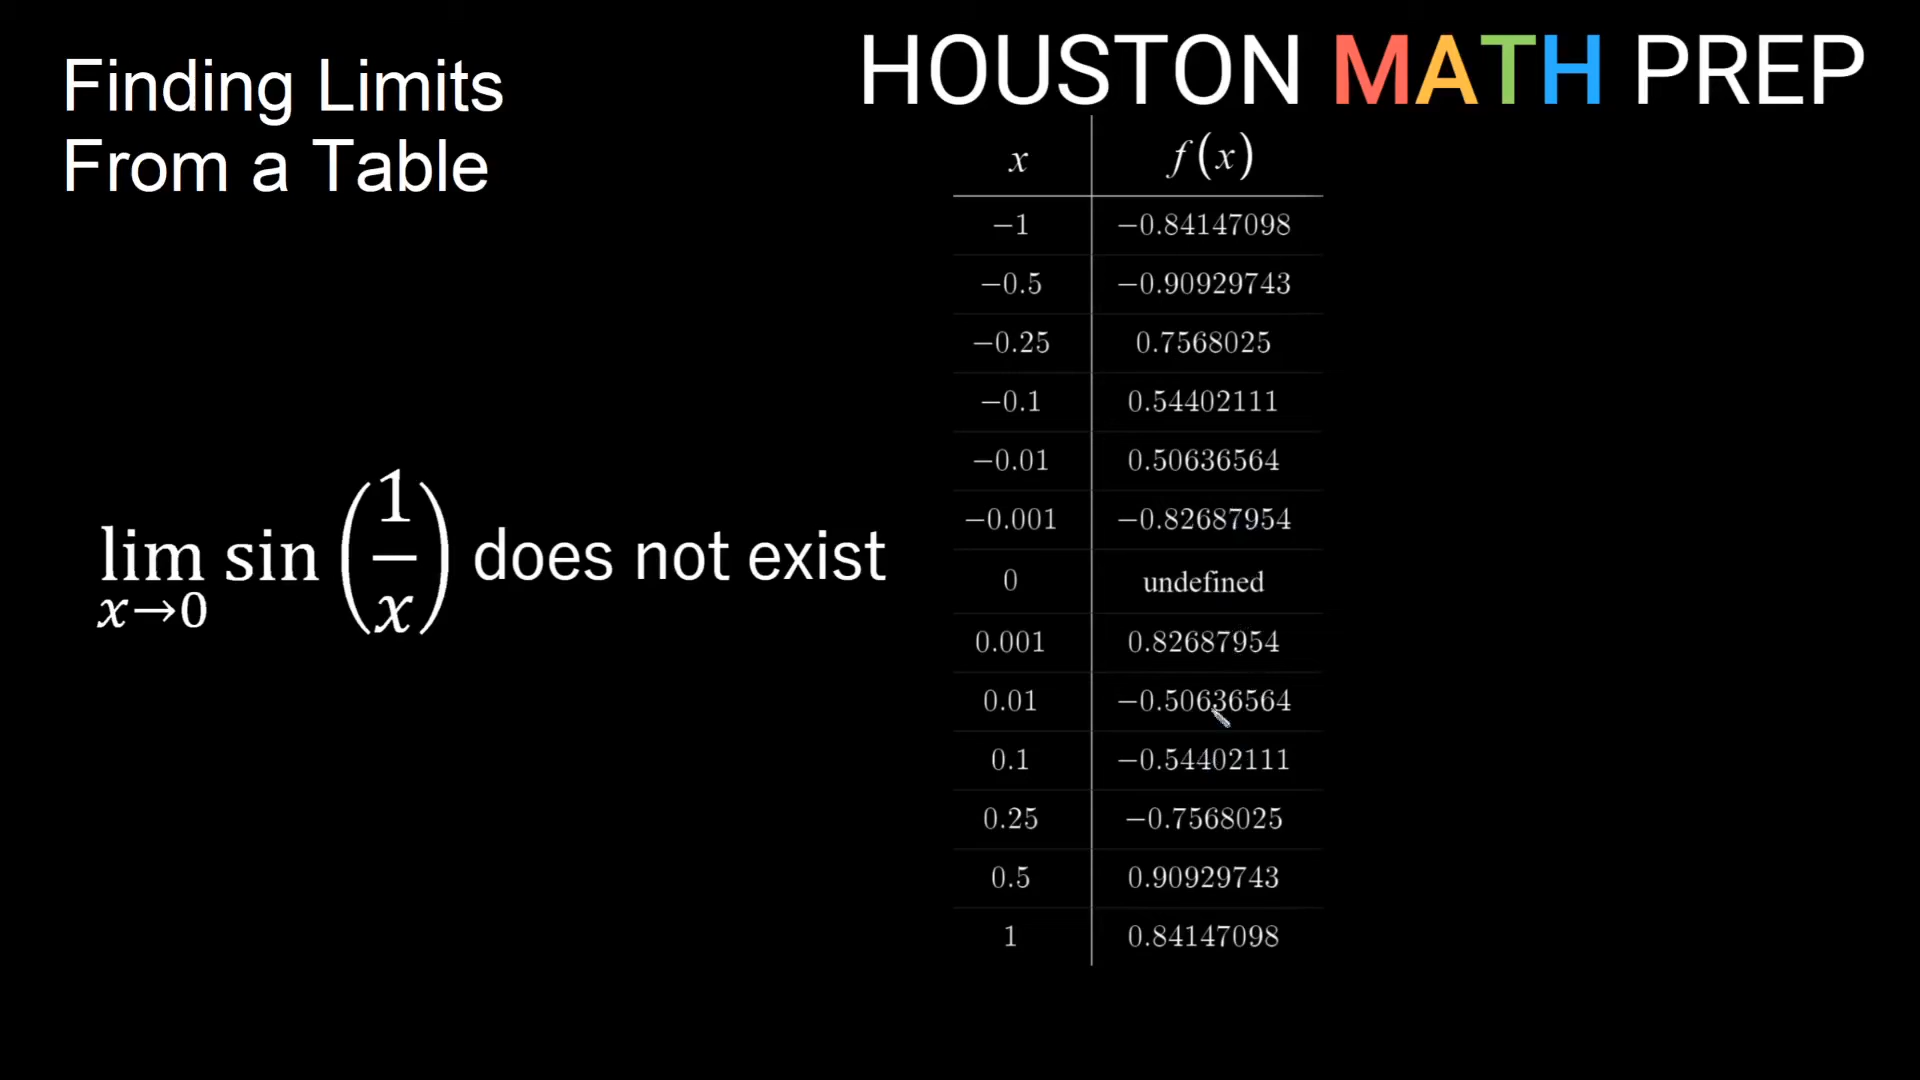 Finding Limits
From a Table
HOUSTON MATH PREP
x f(x)
−1 −0.84147098
−0.5 −0.90929743
−0.25 0.7568025
−0.1 0.54402111
−0.01 0.50636564
−0.001 −0.82687954
0 undefined
0.001 0.82687954
0.01 −0.50636564
0.1 −0.54402111
0.25 −0.7568025
0.5 0.90929743
1 0.84147098
lim x→0 sin (1/x) does not exist